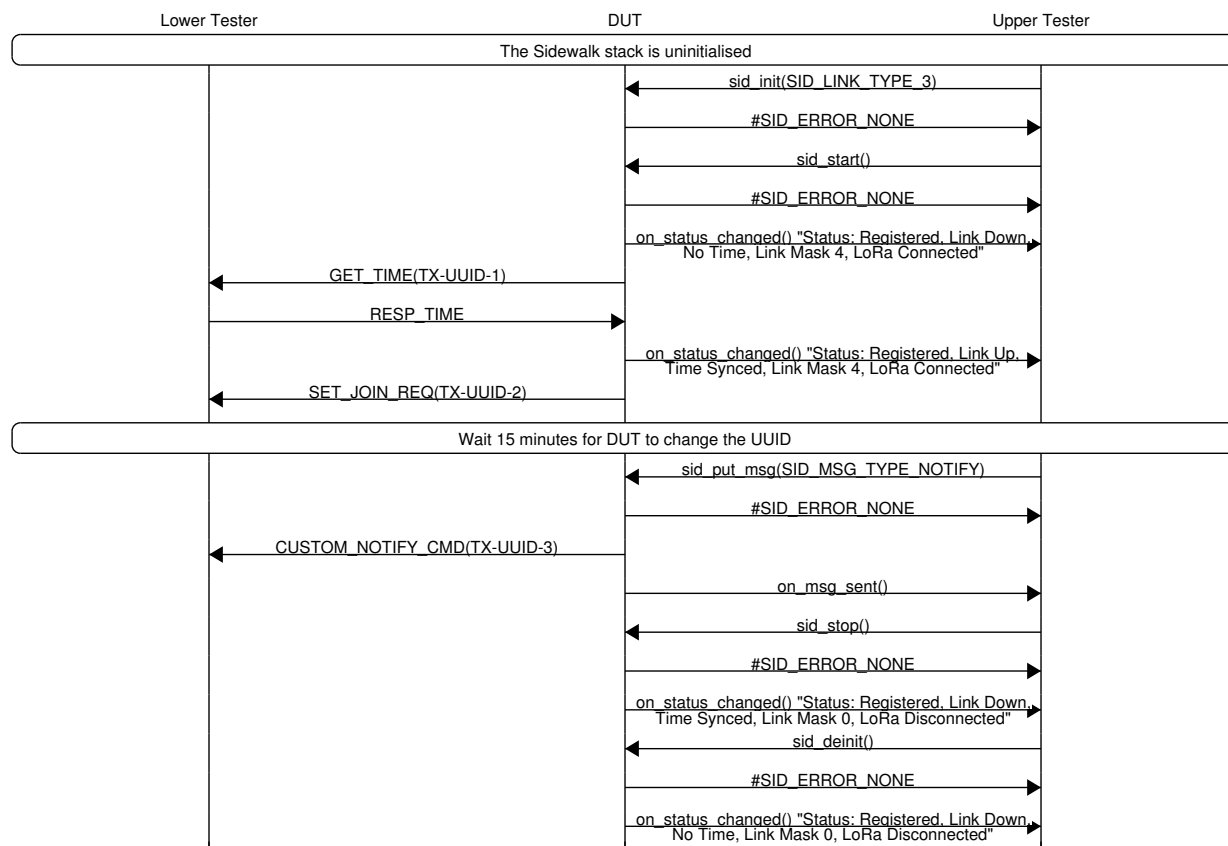 Lower Tester DUT Upper Tester
The Sidewalk stack is uninitialised
sid_init(SID_LINK_TYPE_3)
#SID_ERROR_NONE
sid_start()
#SID_ERROR_NONE
on_status_changed() "Status: Registered, Link Down,
No Time, Link Mask 4, LoRa Connected"
GET_TIME(TX-UUID-1)
RESP_TIME
on_status_changed() "Status: Registered, Link Up,
Time Synced, Link Mask 4, LoRa Connected"
SET_JOIN_REQ(TX-UUID-2)
Wait 15 minutes for DUT to change the UUID
sid_put_msg(SID_MSG_TYPE_NOTIFY)
#SID_ERROR_NONE
CUSTOM_NOTIFY_CMD(TX-UUID-3)
on_msg_sent()
sid_stop()
#SID_ERROR_NONE
on_status_changed() "Status: Registered, Link Down,
Time Synced, Link Mask 0, LoRa Disconnected"
sid_deinit()
#SID_ERROR_NONE
on_status_changed() "Status: Registered, Link Down,
No Time, Link Mask 0, LoRa Disconnected"